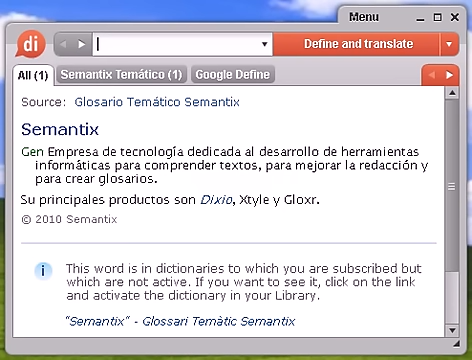 Menu
di
Define and translate
All (1)
Semantix Temático (1)
Google Define
Source: Glosario Temático Semantix
Semantix
Gen Empresa de tecnología dedicada al desarrollo de herramientas
informáticas para comprender textos, para mejorar la redacción y
para crear glosarios.
Su principales productos son Dixio, Xtyle y Gloxr.
© 2010 Semantix
i
This word is in dictionaries to which you are subscribed but
which are not active. If you want to see it, click on the link
and activate the dictionary in your Library.
"Semantix" - Glossari Temàtic Semantix